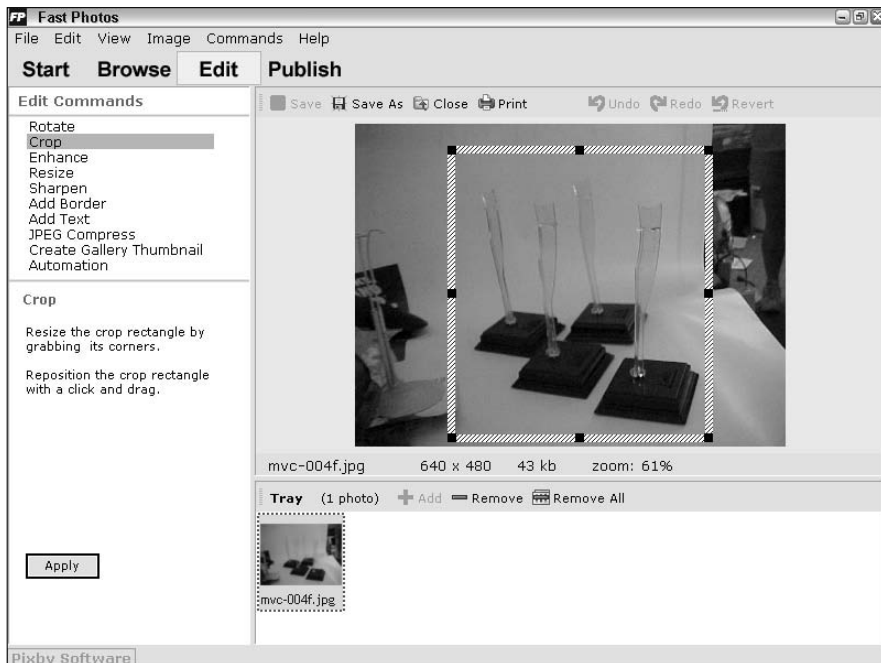 FP Fast Photos
File Edit View Image Commands Help
Start Browse Edit Publish
Edit Commands
Rotate
Crop
Enhance
Resize
Sharpen
Add Border
Add Text
JPEG Compress
Create Gallery Thumbnail
Automation
Crop
Resize the crop rectangle by
grabbing its corners.
Reposition the crop rectangle
with a click and drag.
Apply
Save Save As Close Print Undo Redo Revert
mvc-004f.jpg 640 x 480 43 kb zoom: 61%
Tray (1 photo) Add Remove Remove All
mvc-004f.jpg
Pixby Software